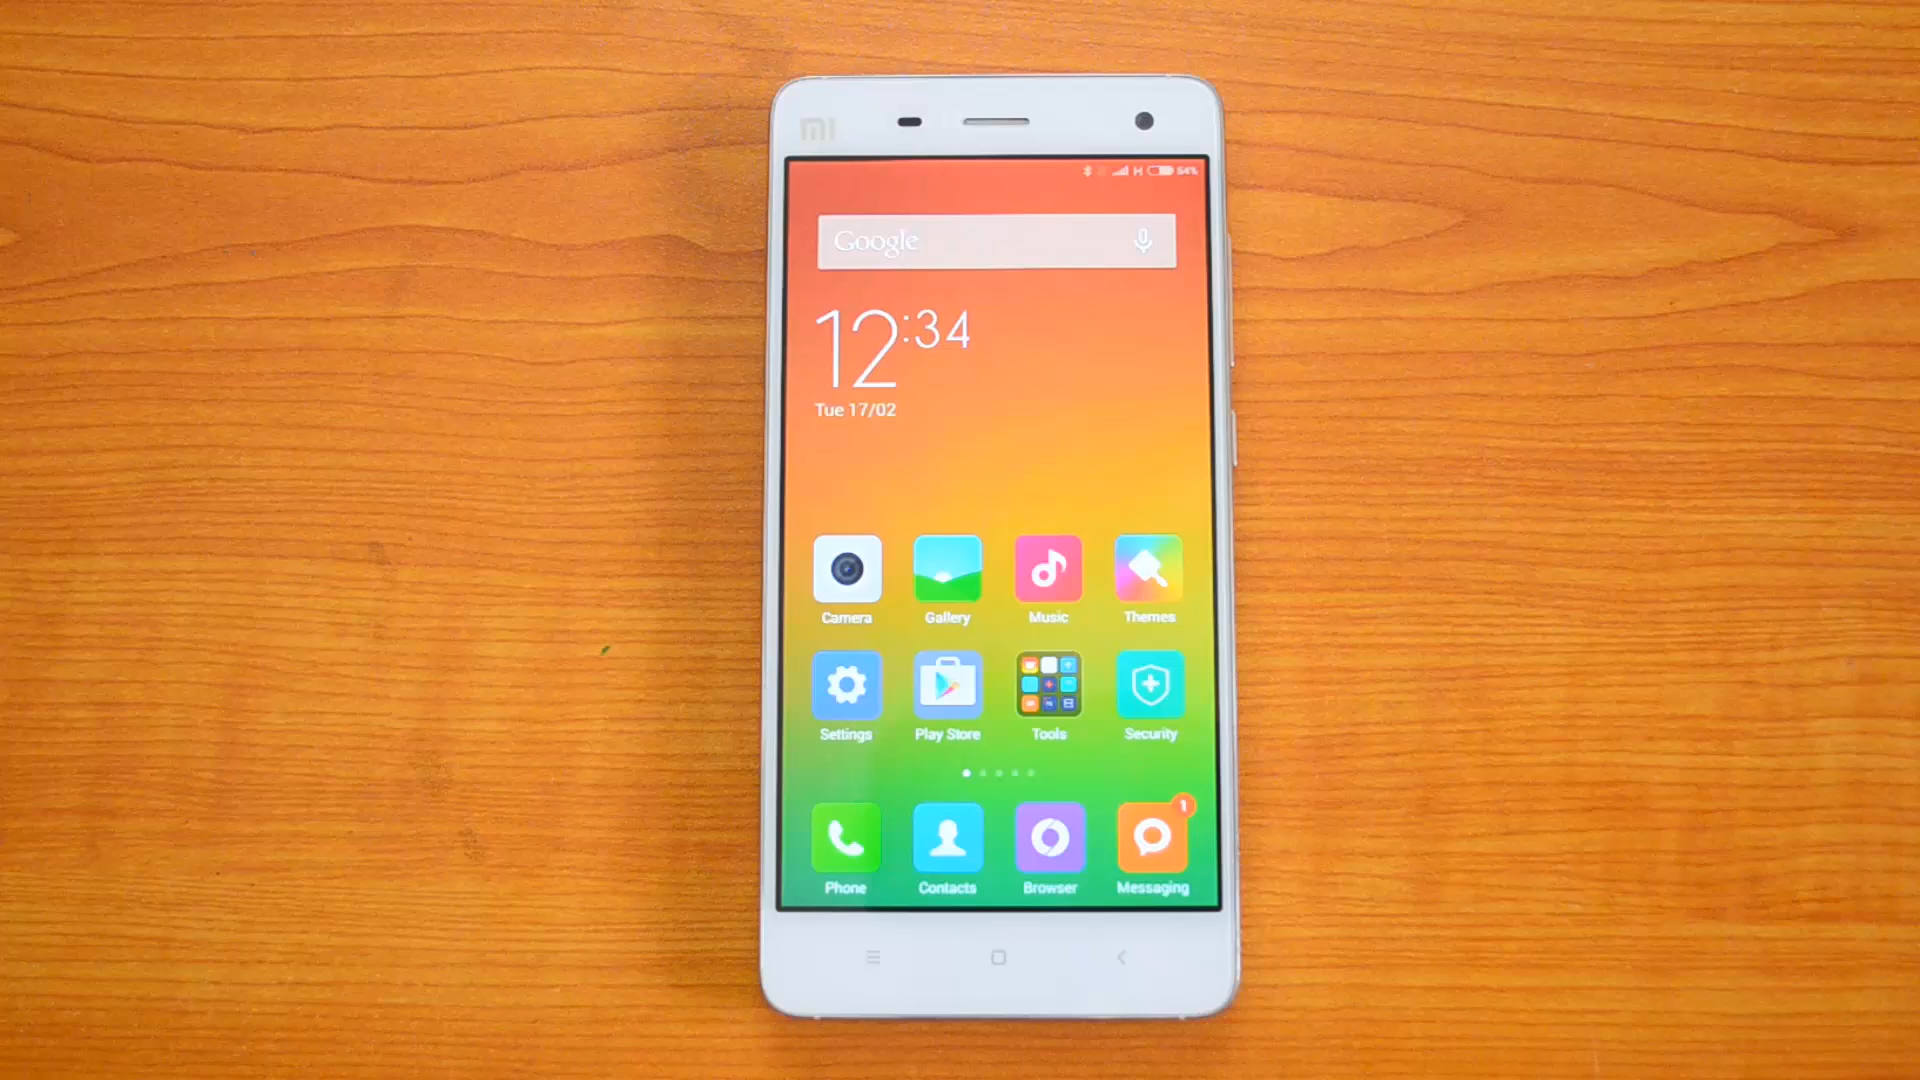 mi
H 54%
Google
12:34
Tue 17/02
Camera Gallery Music Themes
Settings Play Store Tools Security
1
Phone Contacts Browser Messaging